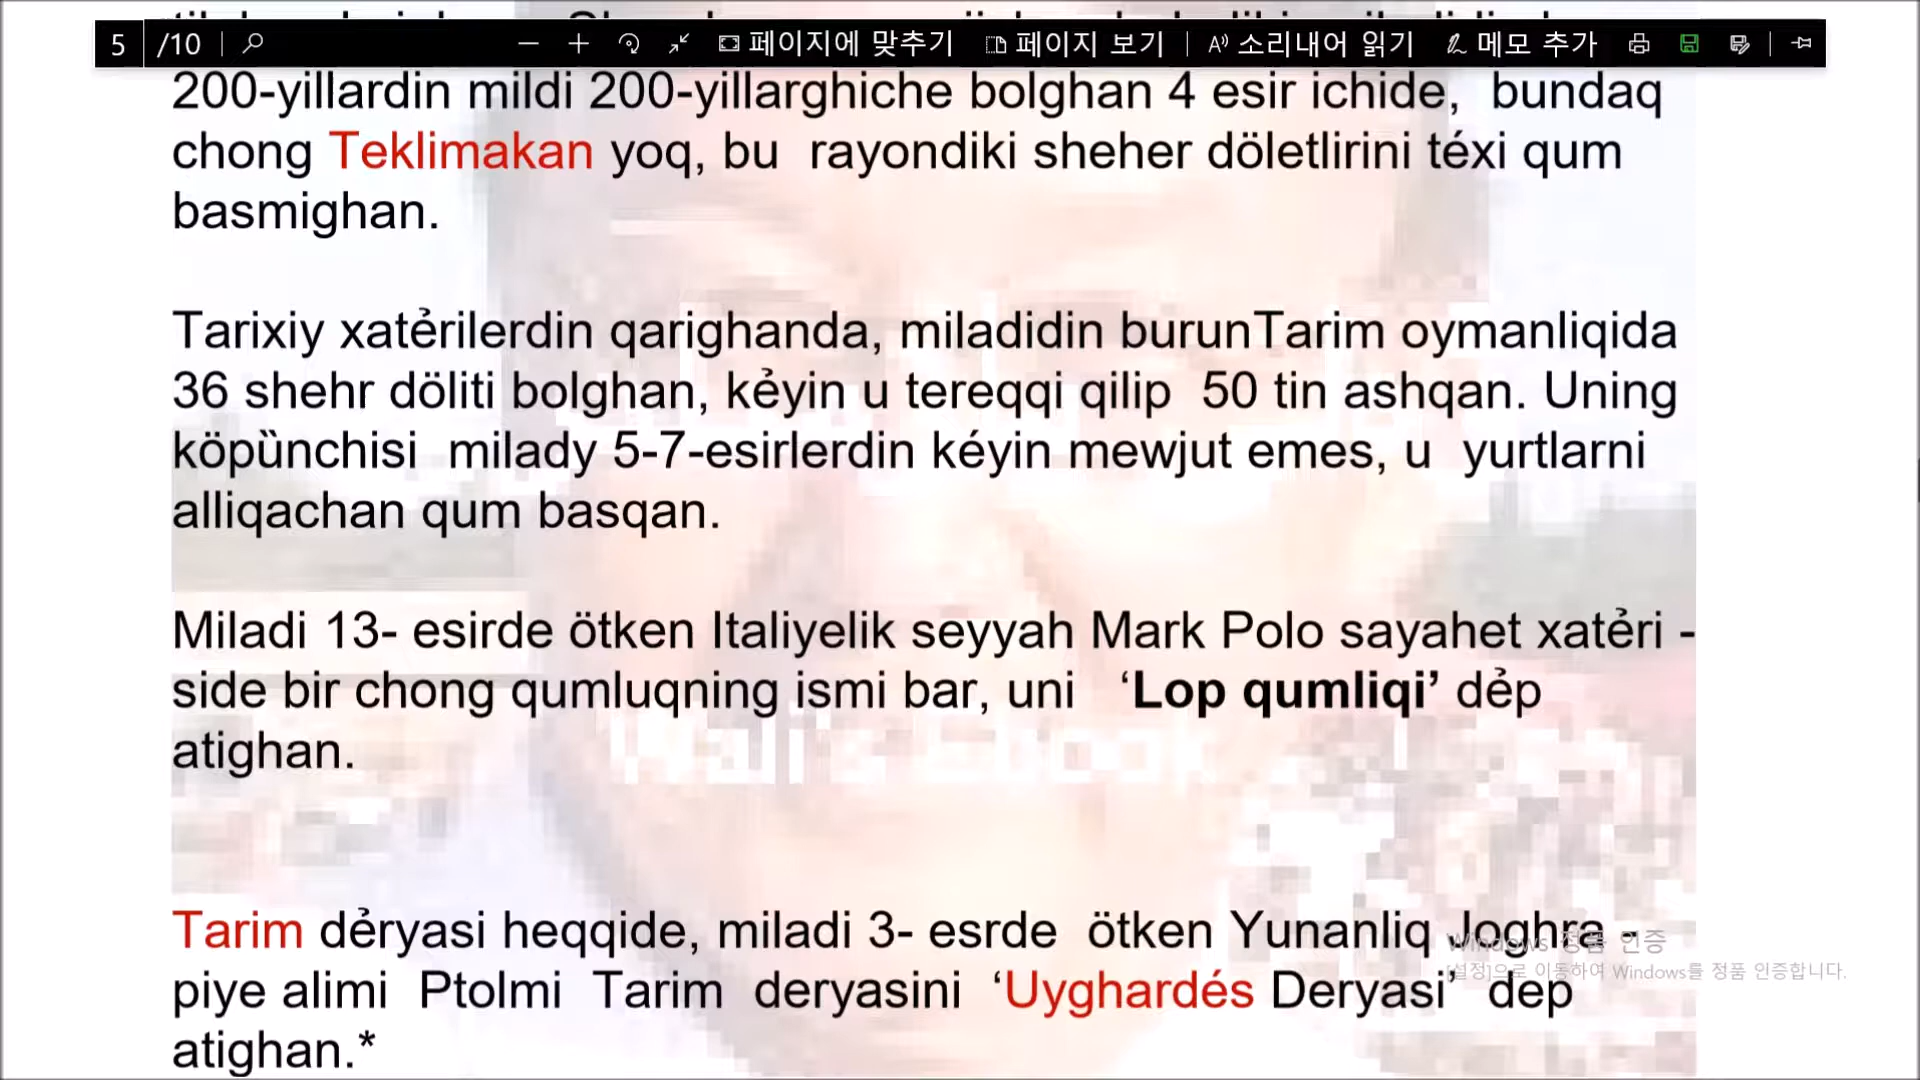 5 /10 페이지에 맞추기 페이지 보기 소리내어 읽기 메모 추가
200-yillardin mildi 200-yillarghiche bolghan 4 esir ichide, bundaq
chong Teklimakan yoq, bu rayondiki sheher döletlirini téxi qum
basmighan.
Tarixiy xatẻrilerdin qarighanda, miladidin burunTarim oymanliqida
36 shehr döliti bolghan, kẻyin u tereqqi qilip 50 tin ashqan. Uning
köpȕnchisi milady 5-7-esirlerdin kéyin mewjut emes, u yurtlarni
alliqachan qum basqan.
Miladi 13- esirde ötken Italiyelik seyyah Mark Polo sayahet xatẻri -
side bir chong qumluqning ismi bar, uni ‘Lop qumliqi’ dẻp
atighan.
Wali's Ebook
Tarim dẻryasi heqqide, miladi 3- esrde ötken Yunanliq Joghra -
piye alimi Ptolmi Tarim deryasini ‘Uyghardés Deryasi’ dep
atighan.*
Windows 정품 인증
[설정]으로 이동하여 Windows를 정품 인증합니다.